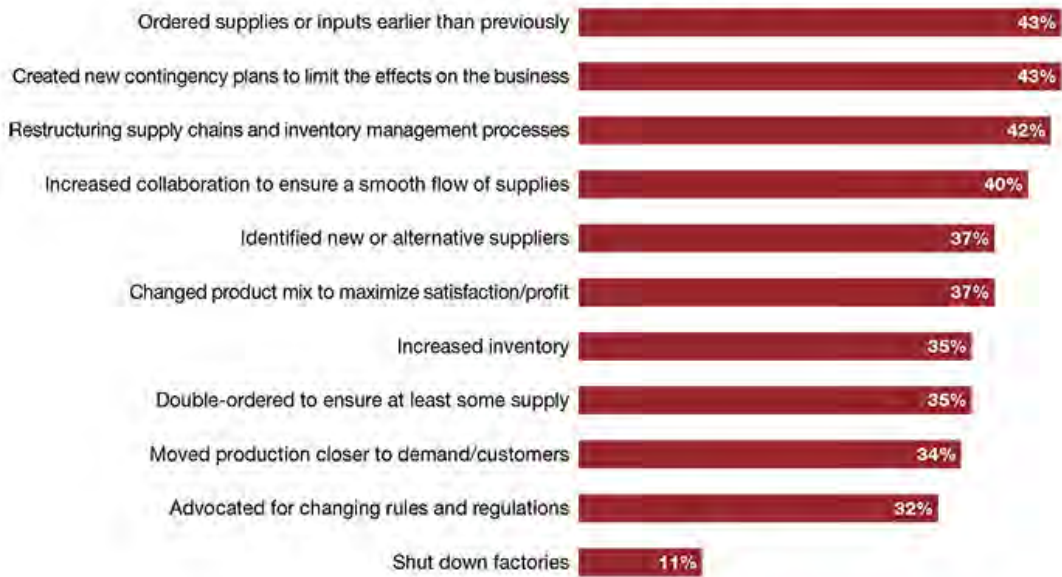 Ordered supplies or inputs earlier than previously 43%
Created new contingency plans to limit the effects on the business 43%
Restructuring supply chains and inventory management processes 42%
Increased collaboration to ensure a smooth flow of supplies 40%
Identified new or alternative suppliers 37%
Changed product mix to maximize satisfaction/profit 37%
Increased inventory 35%
Double-ordered to ensure at least some supply 35%
Moved production closer to demand/customers 34%
Advocated for changing rules and regulations 32%
Shut down factories 11%